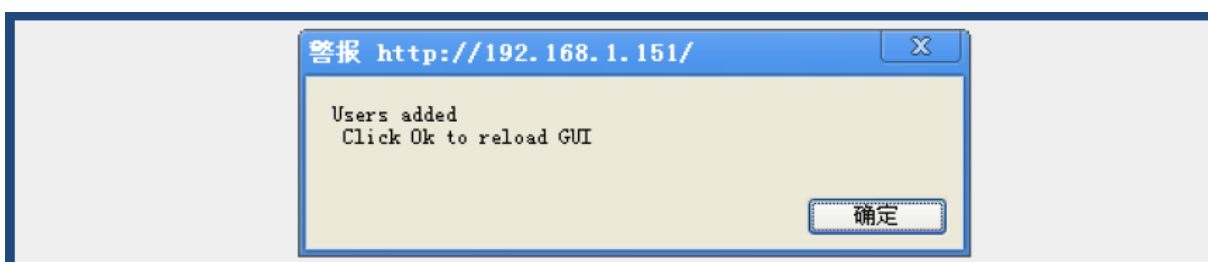 警报 http://192.168.1.151/
Users added
Click Ok to reload GUI
确定